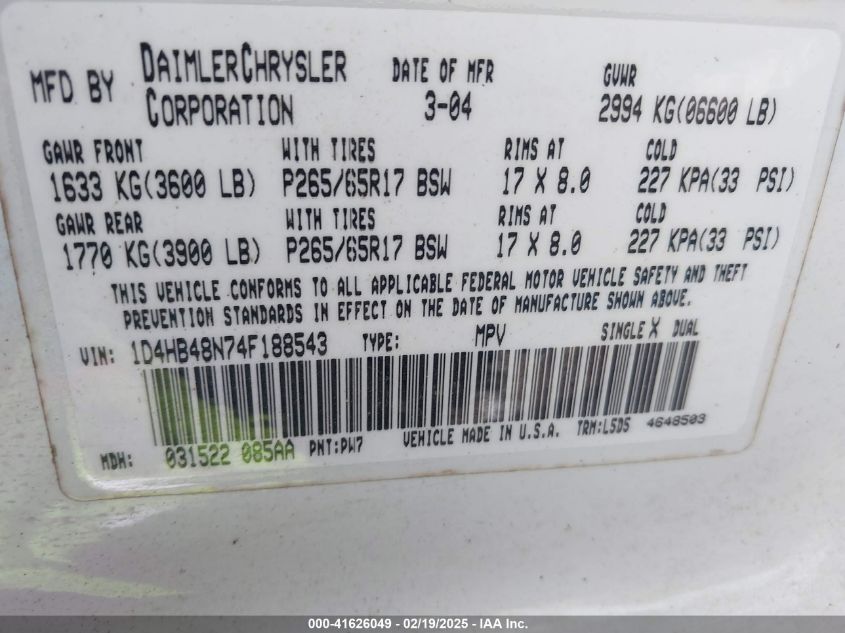 MFD BY DAIMLERCHRYSLER CORPORATION DATE OF MFR 3-04 GVWR 2994 KG(06600 LB)
GAWR FRONT WITH TIRES RIMS AT COLD
1633 KG(3600 LB) P265/65R17 BSW 17 X 8.0 227 KPA(33 PSI)
GAWR REAR WITH TIRES RIMS AT COLD
1770 KG(3900 LB) P265/65R17 BSW 17 X 8.0 227 KPA(33 PSI)
THIS VEHICLE CONFORMS TO ALL APPLICABLE FEDERAL MOTOR VEHICLE SAFETY AND THEFT
PREVENTION STANDARDS IN EFFECT ON THE DATE OF MANUFACTURE SHOWN ABOVE.
VIN: 1D4HB48N74F188543 TYPE: MPV SINGLE X DUAL
MDH: 031522 085AA PNT:PW7 VEHICLE MADE IN U.S.A. TRM:L5D5 4648503
000-41626049 - 02/19/2025 - IAA Inc.